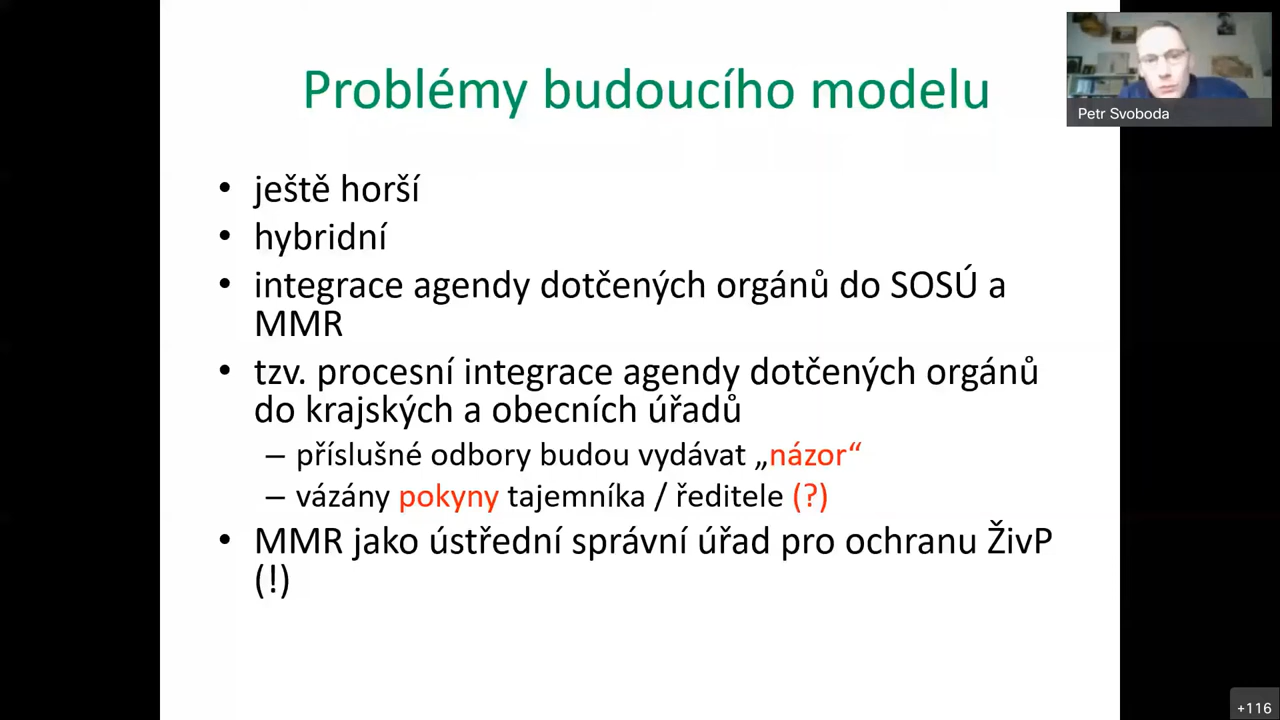 Problémy budoucího modelu
Petr Svoboda
• ještě horší
• hybridní
• integrace agendy dotčených orgánů do SOSÚ a
MMR
• tzv. procesní integrace agendy dotčených orgánů
do krajských a obecních úřadů
– příslušné odbory budou vydávat „názor“
– vázány pokyny tajemníka / ředitele (?)
• MMR jako ústřední správní úřad pro ochranu ŽivP
(!)
+116